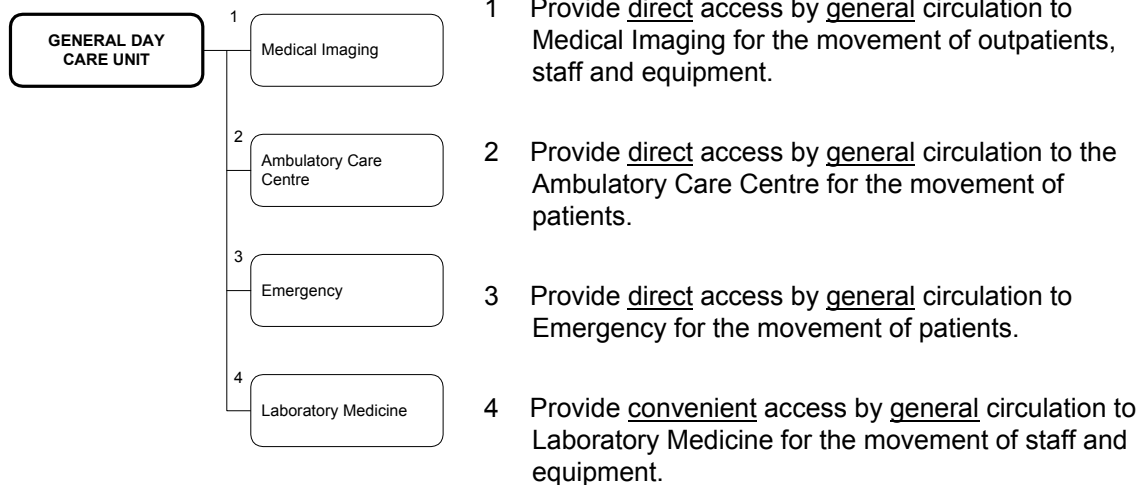 GENERAL DAY
CARE UNIT
1
Medical Imaging
2
Ambulatory Care
Centre
3
Emergency
4
Laboratory Medicine
1 Provide direct access by general circulation to
Medical Imaging for the movement of outpatients,
staff and equipment.
2 Provide direct access by general circulation to the
Ambulatory Care Centre for the movement of
patients.
3 Provide direct access by general circulation to
Emergency for the movement of patients.
4 Provide convenient access by general circulation to
Laboratory Medicine for the movement of staff and
equipment.